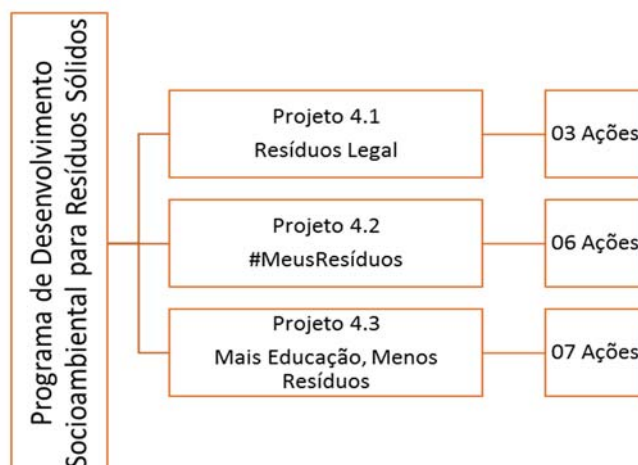 Programa de Desenvolvimento
Socioambiental para Resíduos Sólidos
Projeto 4.1
Resíduos Legal
03 Ações
Projeto 4.2
#MeusResíduos
06 Ações
Projeto 4.3
Mais Educação, Menos
Resíduos
07 Ações